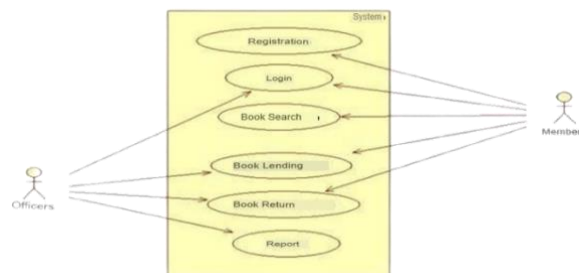 System
Registration
Login
Book Search
Member
Book Lending
Officers
Book Return
Report